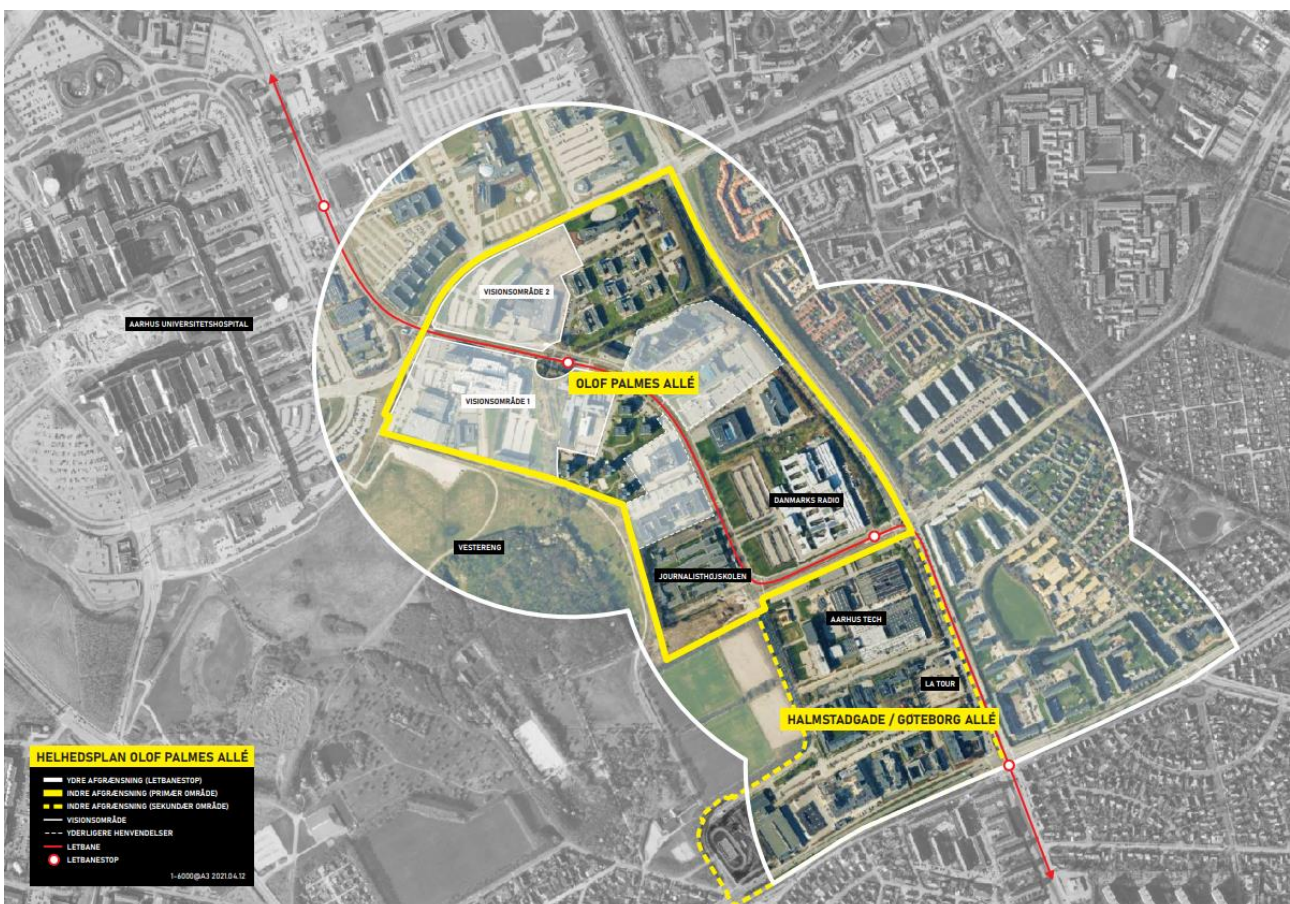 VISIONSOMRÅDE 2
AARHUS UNIVERSITETSHOSPITAL
OLOF PALMES ALLÉ
VISIONSOMRÅDE 1
DANMARKS RADIO
VESTERENG
JOURNALISTHØJSKOLEN
AARHUS TECH
LA TOUR
HALMSTADGADE / GØTEBORG ALLÉ
HELHEDSPLAN OLOF PALMES ALLÉ
YDRE AFGRÆNSNING (LETBANESTOP)
INDRE AFGRÆNSNING (PRIMÆR OMRÅDE)
INDRE AFGRÆNSNING (SEKUNDÆR OMRÅDE)
VISIONSOMRÅDE
YDERLIGERE HENVENDELSER
LETBANE
LETBANESTOP
1-6000@A3 2021.04.12